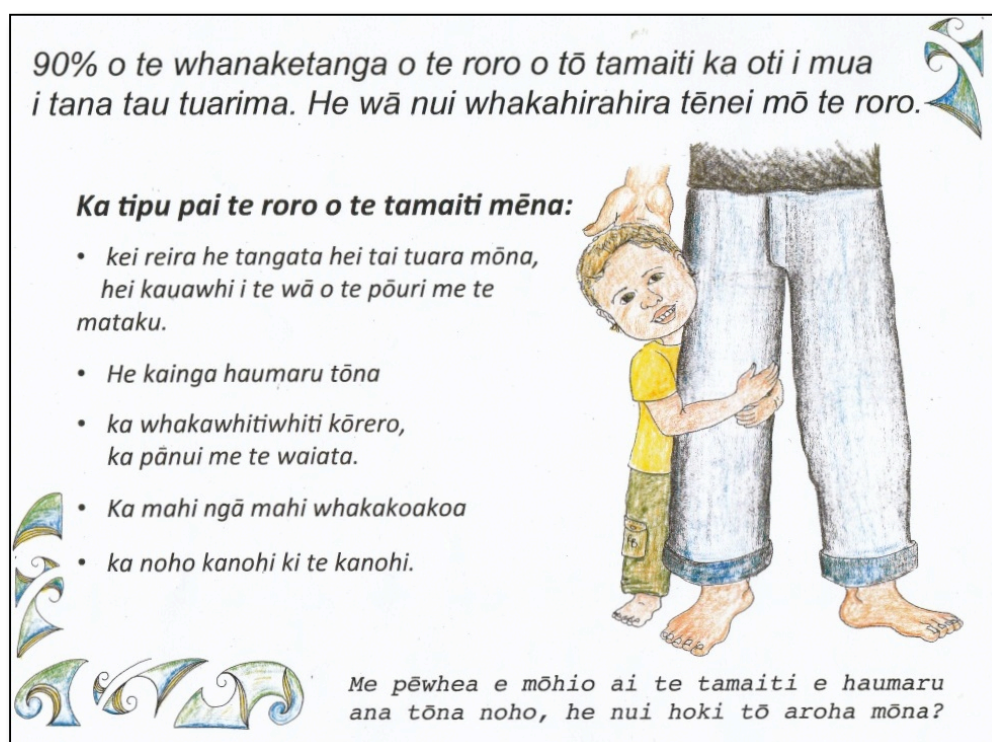 90% o te whanaketanga o te roro o tō tamaiti ka oti i mua
i tana tau tuarima. He wā nui whakahirahira tēnei mō te roro.
Ka tipu pai te roro o te tamaiti mēna:
• kei reira he tangata hei tai tuara mōna,
hei kauawhi i te wā o te pōuri me te
mataku.
• He kainga haumaru tōna
• ka whakawhitiwhiti kōrero,
ka pānui me te waiata.
• Ka mahi ngā mahi whakakoakoa
• ka noho kanohi ki te kanohi.
Me pēwhea e mōhio ai te tamaiti e haumaru
ana tōna noho, he nui hoki tō aroha mōna?